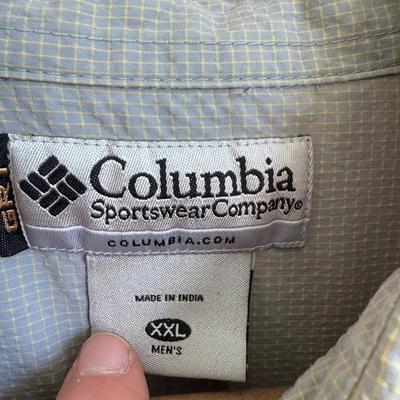 Columbia
Sportswear Company®
COLUMBIA.COM
MADE IN INDIA
XXL
MEN'S